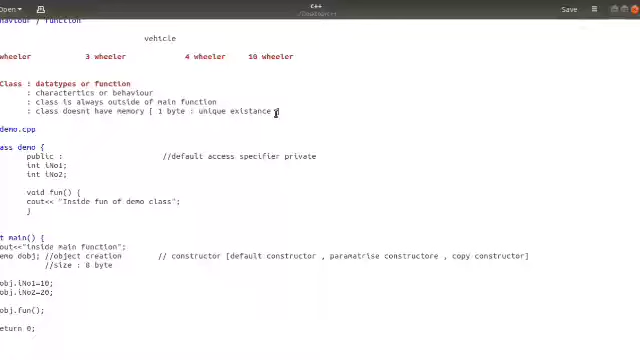 Open
C++
~/Desktop/C++
Save
haviour / function
vehicle
wheeler 3 wheeler 4 wheeler 10 wheeler
Class : datatypes or function
: charactertics or behaviour
: class is always outside of main function
: class doesnt have memory [ 1 byte : unique existance ]
demo.cpp
ass demo {
public : //default access specifier private
int iNo1;
int iNo2;
void fun() {
cout<< "Inside fun of demo class";
}
t main() {
out<<"inside main function";
emo dobj; //object creation // constructor [default constructor , paramatrise constructore , copy constructor]
//size : 8 byte
obj.iNo1=10;
obj.iNo2=20;
obj.fun();
eturn 0;